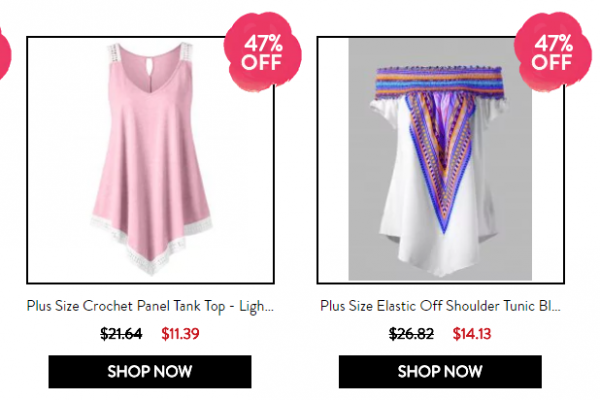 47%
OFF
47%
OFF
Plus Size Crochet Panel Tank Top - Ligh...
Plus Size Elastic Off Shoulder Tunic Bl...
$21.64 $11.39
$26.82 $14.13
SHOP NOW
SHOP NOW